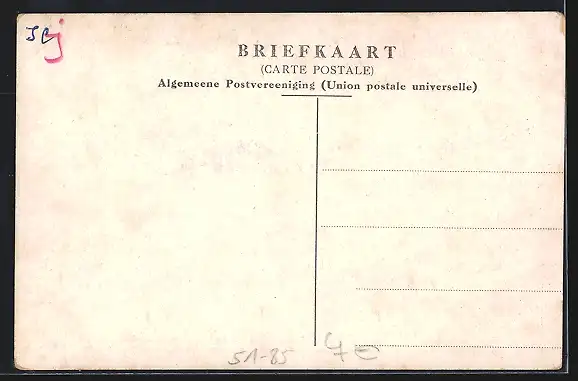 BRIEFKAART
(CARTE POSTALE)
Algemeene Postvereeniging (Union postale universelle)
51-85